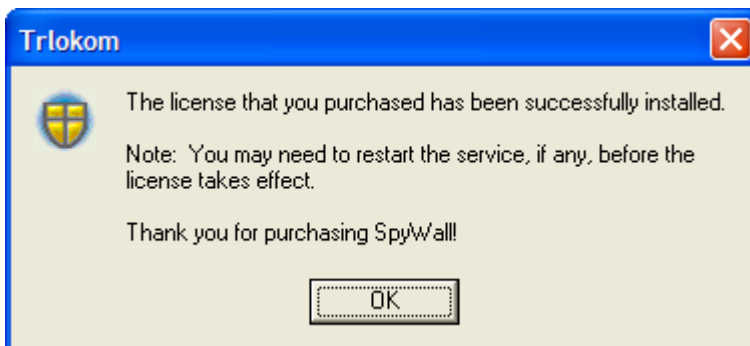 Trlokom
The license that you purchased has been successfully installed.
Note:  You may need to restart the service, if any, before the
license takes effect.
Thank you for purchasing SpyWall!
OK